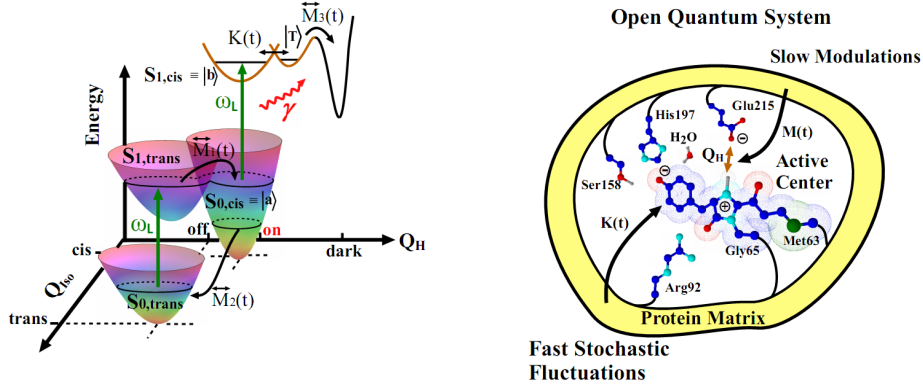 M3(t)
K(t)
|T⟩
S1,cis ≡ |b⟩
ωL
γ
Energy
S1,trans
M1(t)
S0,cis ≡ |a⟩
ωL
off
on
dark
QH
cis
QIso
S0,trans
M2(t)
trans
Open Quantum System
Slow Modulations
Glu215
His197
H2O
QH
M(t)
Ser158
Active
Center
K(t)
Gly65
Met63
Arg92
Protein Matrix
Fast Stochastic
Fluctuations